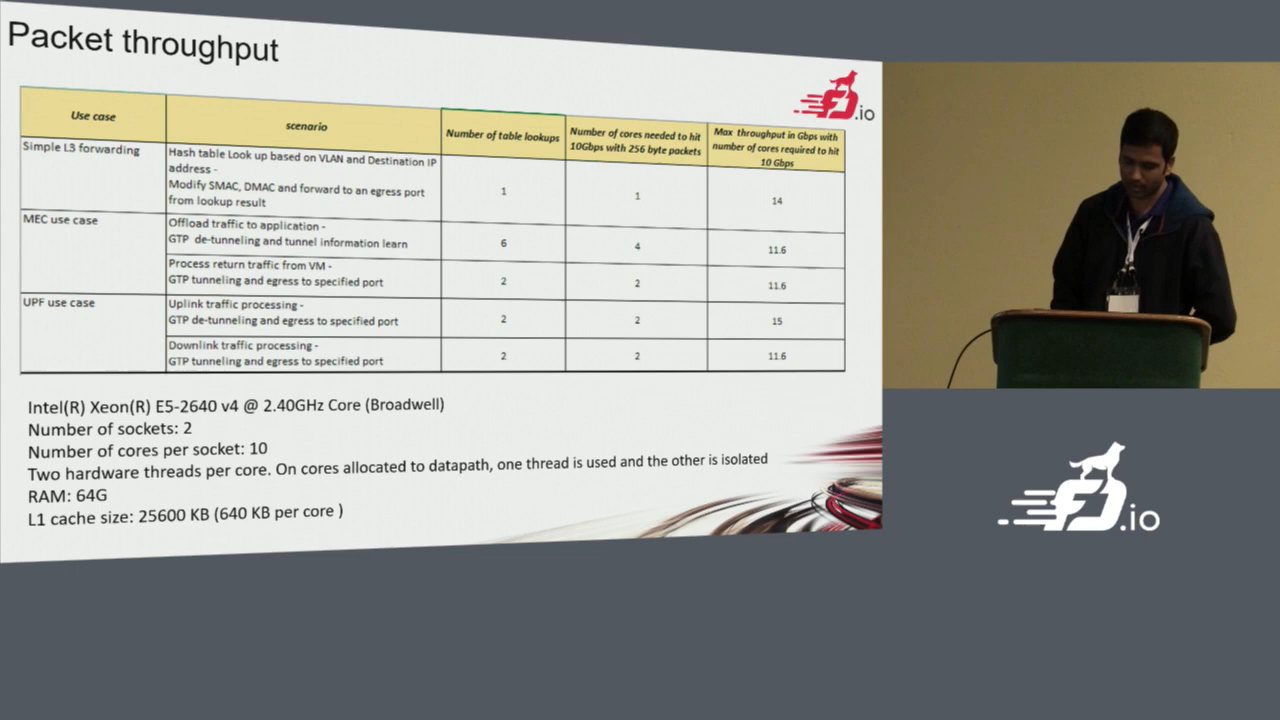 Packet throughput
FD.io
Use case
scenario
Number of table lookups
Number of cores needed to hit
10Gbps with 256 byte packets
Max throughput in Gbps with
number of cores required to hit
10 Gbps
Simple L3 forwarding
Hash table Look up based on VLAN and Destination IP
address -
Modify SMAC, DMAC and forward to an egress port
from lookup result
1
1
14
MEC use case
Offload traffic to application -
GTP de-tunneling and tunnel information learn
6
4
11.6
Process return traffic from VM -
GTP tunneling and egress to specified port
2
2
11.6
UPF use case
Uplink traffic processing -
GTP de-tunneling and egress to specified port
2
2
15
Downlink traffic processing -
GTP tunneling and egress to specified port
2
2
11.6
Intel(R) Xeon(R) E5-2640 v4 @ 2.40GHz Core (Broadwell)
Number of sockets: 2
Number of cores per socket: 10
Two hardware threads per core. On cores allocated to datapath, one thread is used and the other is isolated
RAM: 64G
L1 cache size: 25600 KB (640 KB per core )
FD.io